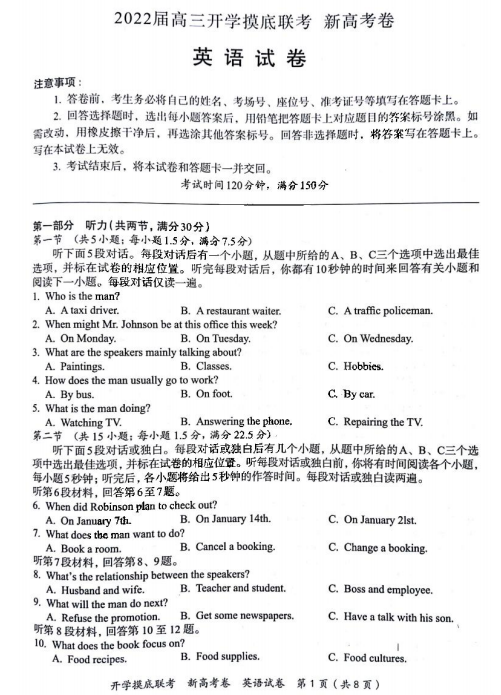 2022届高三开学摸底联考 新高考卷
英语试卷
注意事项：
1. 答卷前，考生务必将自己的姓名、考场号、座位号、准考证号等填写在答题卡上。
2. 回答选择题时，选出每小题答案后，用铅笔把答题卡上对应题目的答案标号涂黑。如
需改动，用橡皮擦干净后，再选涂其他答案标号。回答非选择题时，将答案写在答题卡上。
写在本试卷上无效。
3. 考试结束后，将本试卷和答题卡一并交回。
考试时间120分钟，满分150分
第一部分 听力(共两节，满分30分)
第一节 (共5小题；每小题1.5分，满分7.5分)
听下面5段对话。每段对话后有一个小题，从题中所给的A、B、C三个选项中选出最佳
选项，并标在试卷的相应位置。听完每段对话后，你都有10秒钟的时间来回答有关小题和
阅读下一小题。每段对话仅读一遍。
1. Who is the man?
A. A taxi driver. B. A restaurant waiter. C. A traffic policeman.
2. When might Mr. Johnson be at this office this week?
A. On Monday. B. On Tuesday. C. On Wednesday.
3. What are the speakers mainly talking about?
A. Paintings. B. Classes. C. Hobbies.
4. How does the man usually go to work?
A. By bus. B. On foot. C. By car.
5. What is the man doing?
A. Watching TV. B. Answering the phone. C. Repairing the TV.
第二节 (共15小题；每小题1.5分，满分22.5分)
听下面5段对话或独白。每段对话或独白后有几个小题，从题中所给的A、B、C三个选
项中选出最佳选项，并标在试卷的相应位置。听每段对话或独白前，你将有时间阅读各个小题，
每小题5秒钟；听完后，各小题将给出5秒钟的作答时间。每段对话或独白读两遍。
听第6段材料，回答第6至7题。
6. When did Robinson plan to check out?
A. On January 7th. B. On January 14th. C. On January 21st.
7. What does the man want to do?
A. Book a room. B. Cancel a booking. C. Change a booking.
听第7段材料，回答第8、9题。
8. What's the relationship between the speakers?
A. Husband and wife. B. Teacher and student. C. Boss and employee.
9. What will the man do next?
A. Refuse the promotion. B. Get some newspapers. C. Have a talk with his son.
听第8段材料，回答第10至12题。
10. What does the book focus on?
A. Food recipes. B. Food supplies. C. Food cultures.
开学摸底联考 新高考卷 英语试卷 第1页(共8页)